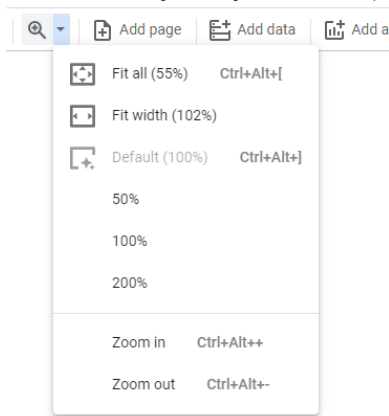 Add page Add data Add a
Fit all (55%) Ctrl+Alt+[
Fit width (102%)
Default (100%) Ctrl+Alt+]
50%
100%
200%
Zoom in Ctrl+Alt++
Zoom out Ctrl+Alt+-